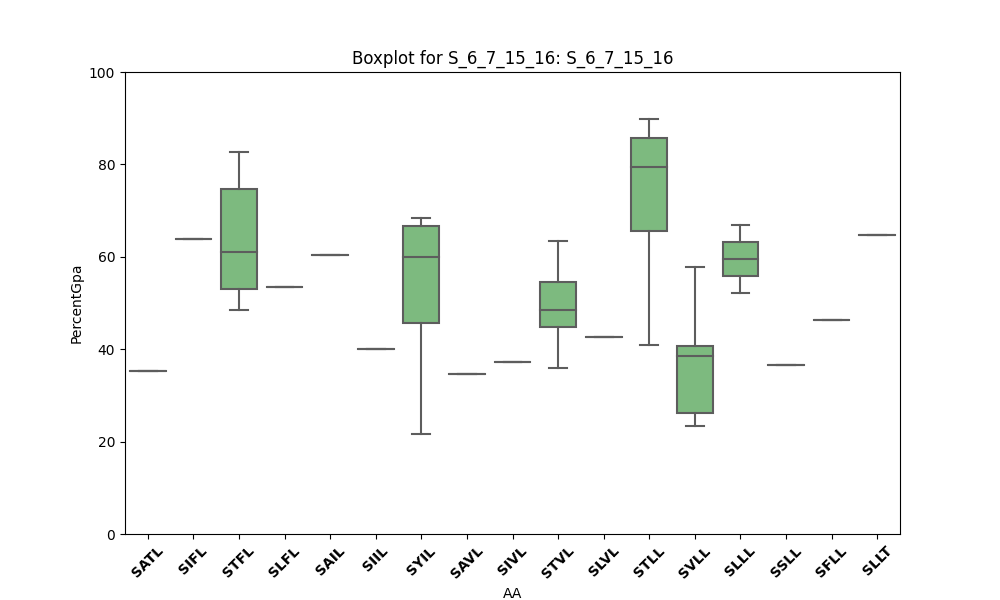 Boxplot for S_6_7_15_16: S_6_7_15_16
PercentGpa
100
80
60
40
20
0
SATL SIFL STFL SLFL SAIL SIIL SYIL SAVL SIVL STVL SLVL STLL SVLL SLLL SSLL SFLL SLLT
AA